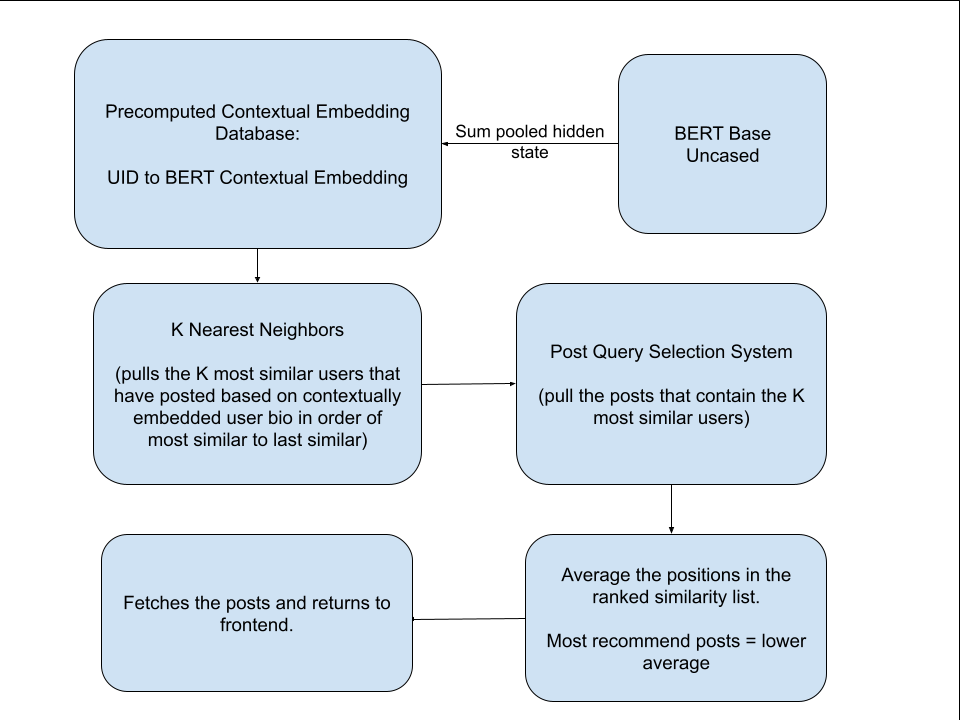 Precomputed Contextual Embedding
Database:
UID to BERT Contextual Embedding
Sum pooled hidden
state
BERT Base
Uncased
K Nearest Neighbors
(pulls the K most similar users that
have posted based on contextually
embedded user bio in order of
most similar to last similar)
Post Query Selection System
(pull the posts that contain the K
most similar users)
Average the positions in the
ranked similarity list.
Most recommend posts = lower
average
Fetches the posts and returns to
frontend.